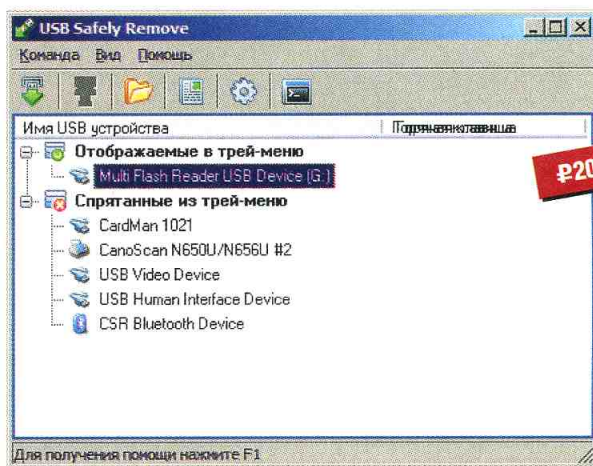 USB Safely Remove
Команда Вид Помощь
Имя USB устройства
Отображаемые в трей-меню
Multi Flash Reader USB Device (G:)
Спрятанные из трей-меню
CardMan 1021
CanoScan N650U/N656U #2
USB Video Device
USB Human Interface Device
CSR Bluetooth Device
₽20
Для получения помощи нажмите F1